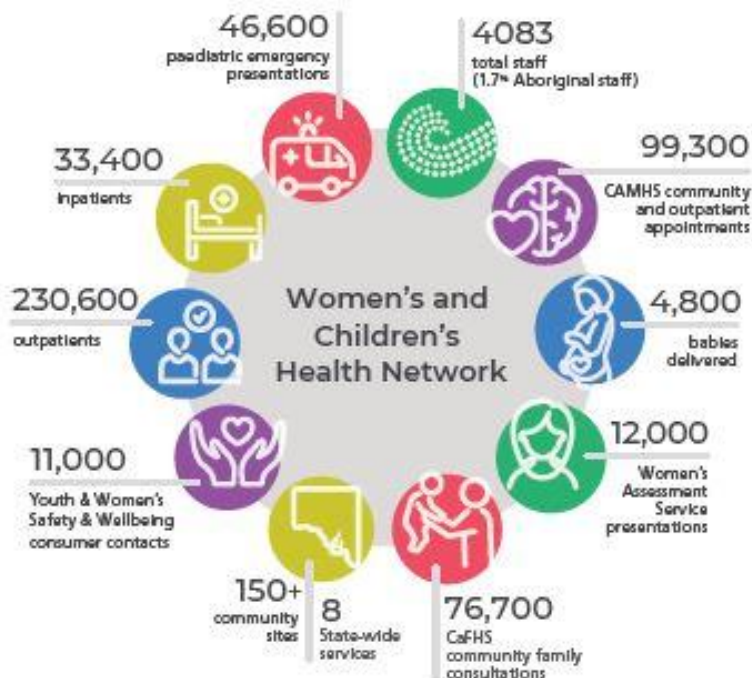 46,600
paediatric emergency
presentations
4083
total staff
(1.7% Aboriginal staff)
33,400
inpatients
99,300
CAMHS community
and outpatient
appointments
230,600
outpatients
Women's and
Children's
Health Network
4,800
babies
delivered
11,000
Youth & Women's
Safety & Wellbeing
consumer contacts
12,000
Women's
Assessment
Service
presentations
150+
community
sites
8
State-wide
services
76,700
CaFHS
community family
consultations